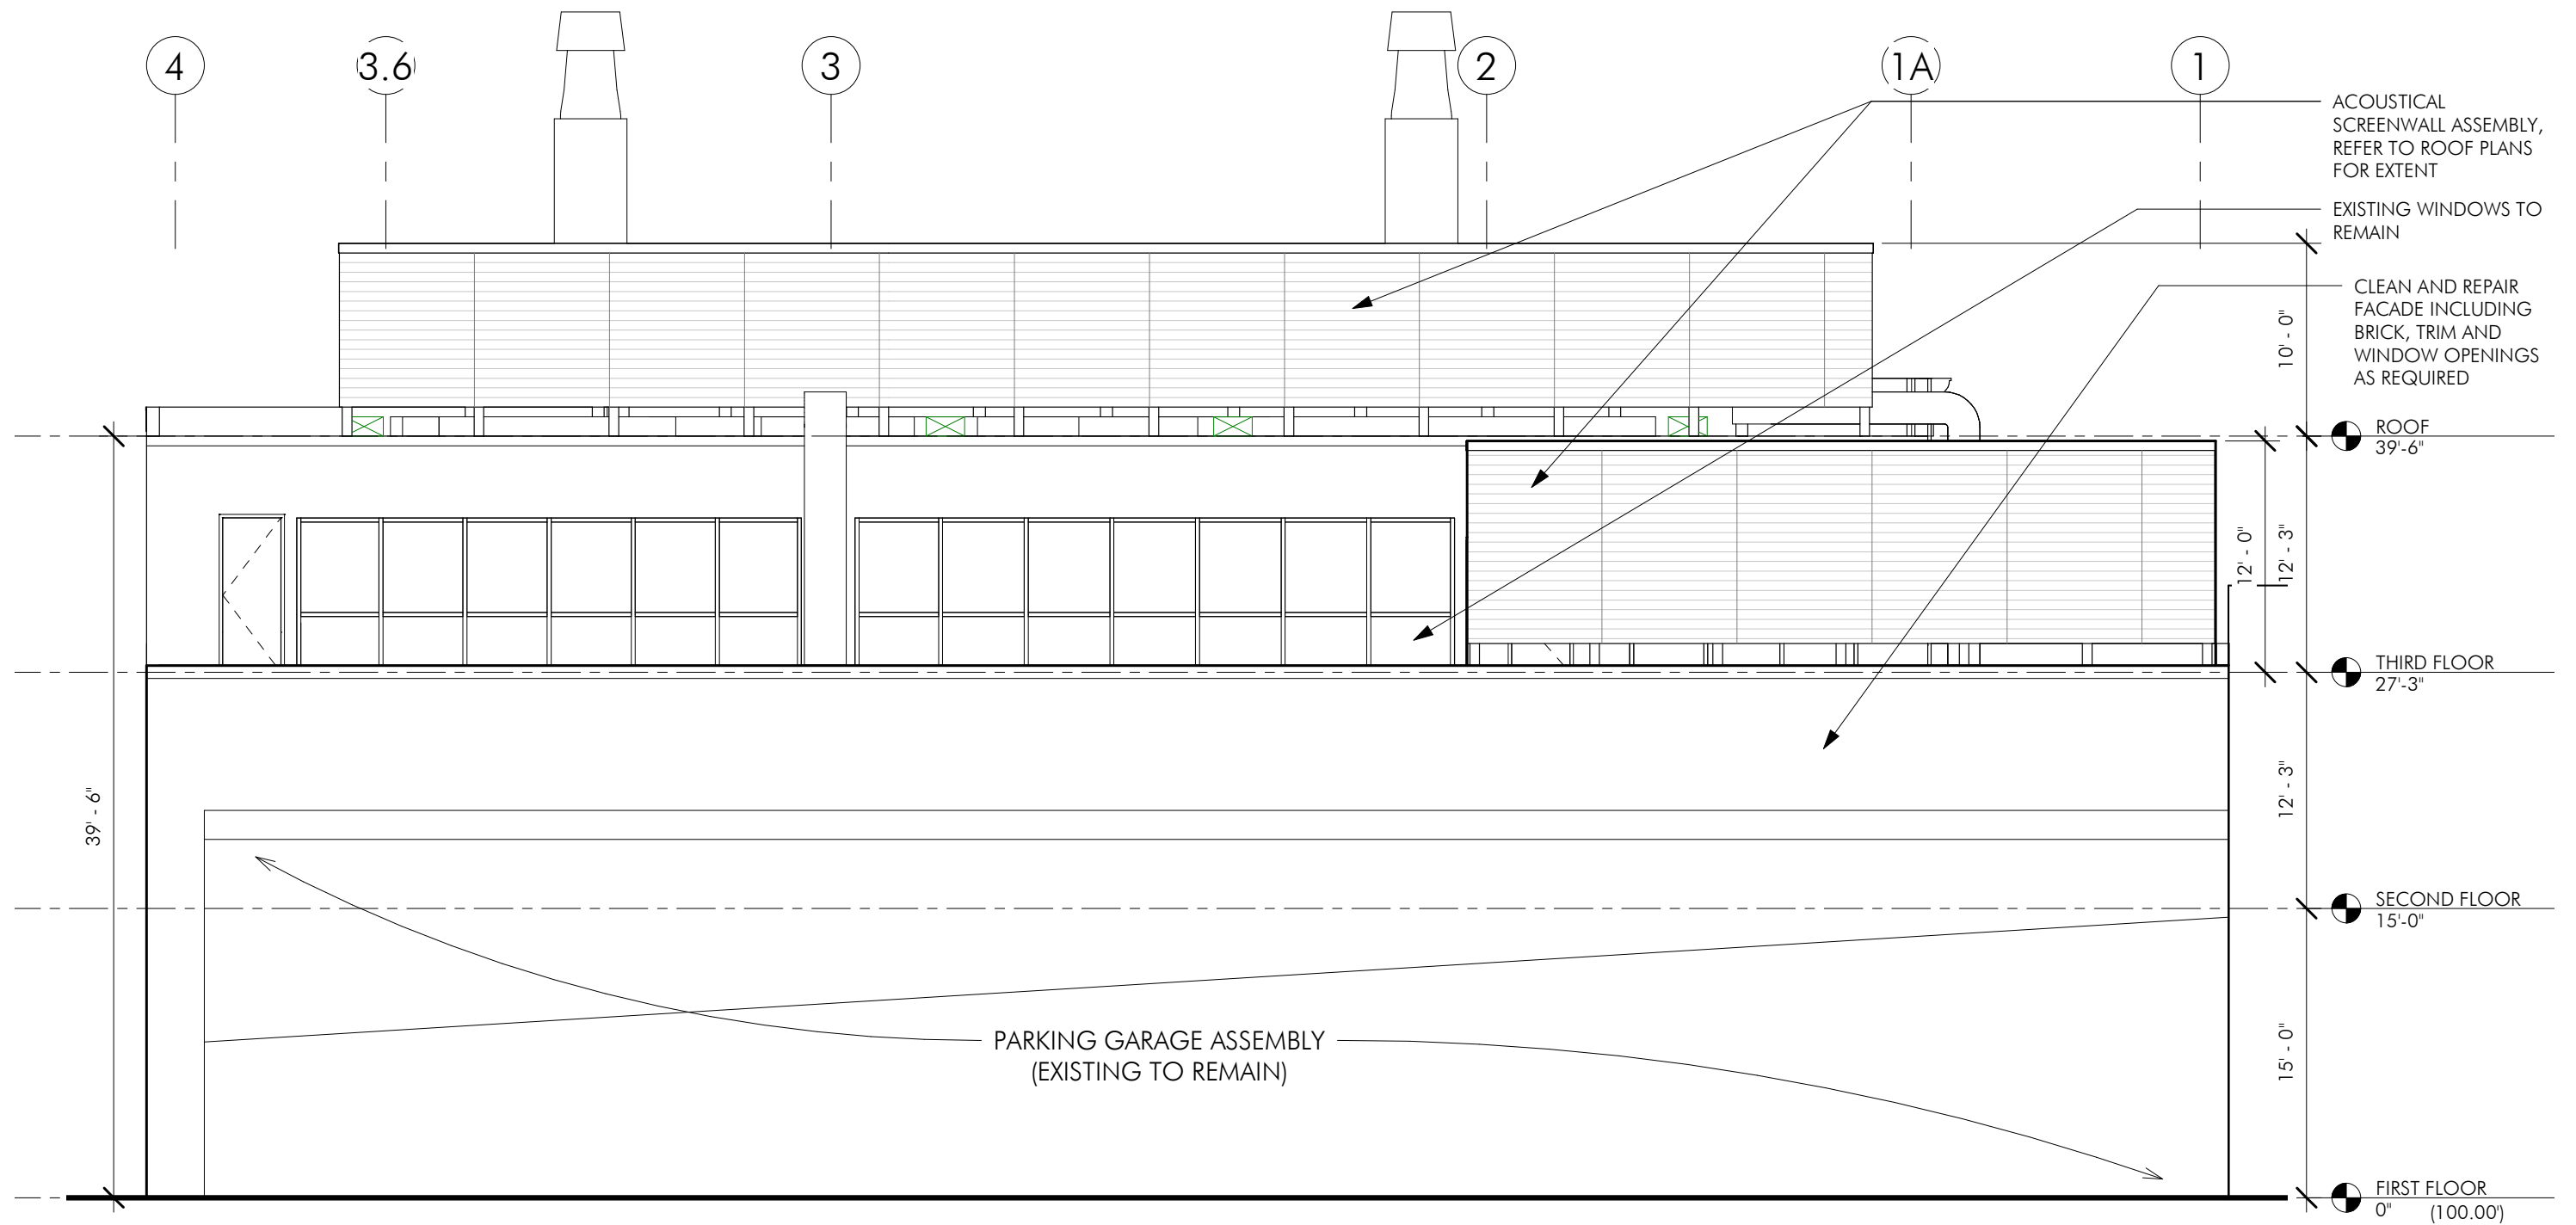 4
3.6
3
2
1A
1
ACOUSTICAL
SCREENWALL ASSEMBLY,
REFER TO ROOF PLANS
FOR EXTENT
EXISTING WINDOWS TO
REMAIN
CLEAN AND REPAIR
FACADE INCLUDING
BRICK, TRIM AND
WINDOW OPENINGS
AS REQUIRED
10' - 0"
ROOF
39'-6"
12' - 0"
12' - 3"
THIRD FLOOR
27'-3"
39' - 6"
12' - 3"
SECOND FLOOR
15'-0"
PARKING GARAGE ASSEMBLY
(EXISTING TO REMAIN)
15' - 0"
FIRST FLOOR
0" (100.00')